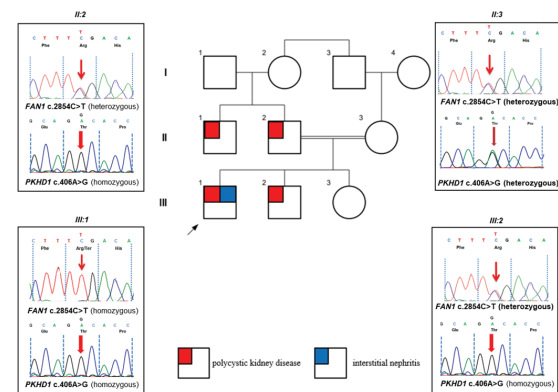 II:2
T
C T T T C G A C A
Phe Arg His
FAN1 c.2854C>T (heterozygous)
G
G C A G A C A C C
Glu Thr Pro
PKHD1 c.406A>G (homozygous)
II:3
T
C T T T C G A C A
Phe Arg His
FAN1 c.2854C>T (heterozygous)
G
G C A G A C A C C
Glu Thr Pro
PKHD1 c.406A>G (heterozygous)
I
1 2 3 4
II
1 2 3
III
1 2 3
III:1
T
C T T T C G A C A
Phe Arg/Ter His
FAN1 c.2854C>T (homozygous)
G
G C A G A C A C C
Glu Thr Pro
PKHD1 c.406A>G (homozygous)
III:2
T
C T T T C G A C A
Phe Arg His
FAN1 c.2854C>T (heterozygous)
G
G C A G A C A C C
Glu Thr Pro
PKHD1 c.406A>G (homozygous)
polycystic kidney disease
interstitial nephritis